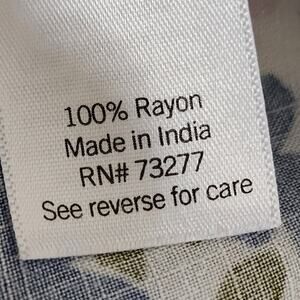 100% Rayon
Made in India
RN# 73277
See reverse for care